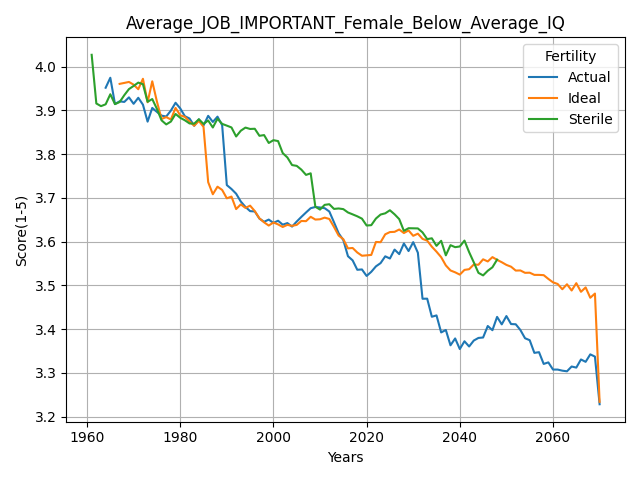 Average_JOB_IMPORTANT_Female_Below_Average_IQ
Fertility
Actual
Ideal
Sterile
Score(1-5)
4.0
3.9
3.8
3.7
3.6
3.5
3.4
3.3
3.2
1960 1980 2000 2020 2040 2060
Years